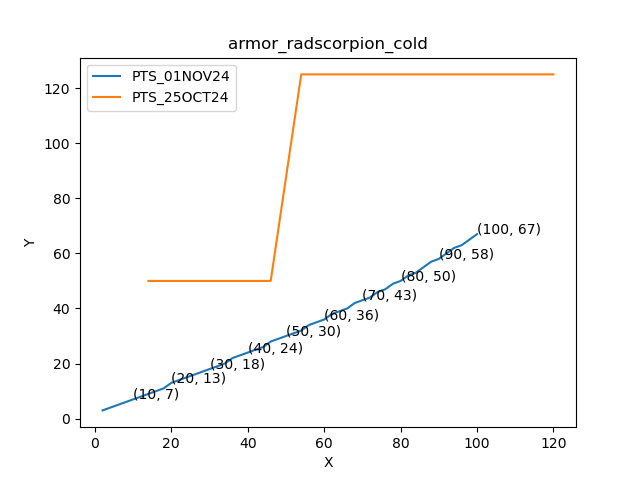 armor_radscorpion_cold
PTS_01NOV24
PTS_25OCT24
120
100
80
60
40
20
0
Y
(100, 67)
(90, 58)
(80, 50)
(70, 43)
(60, 36)
(50, 30)
(40, 24)
(30, 18)
(20, 13)
(10, 7)
0 20 40 60 80 100 120
X